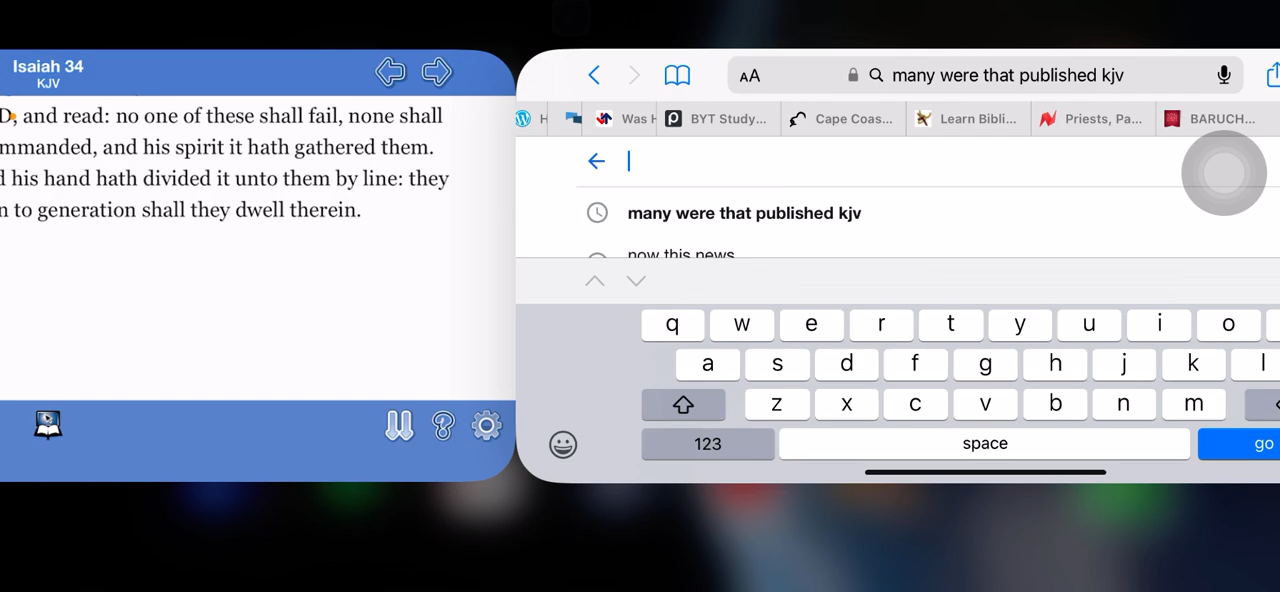 Isaiah 34
KJV
D, and read: no one of these shall fail, none shall
mmanded, and his spirit it hath gathered them.
d his hand hath divided it unto them by line: they
n to generation shall they dwell therein.
AA many were that published kjv
H Was H BYT Study... Cape Coas... Learn Bibli... Priests, Pa... BARUCH...
many were that published kjv
now this news
q w e r t y u i o
a s d f g h j k l
z x c v b n m
123 space go